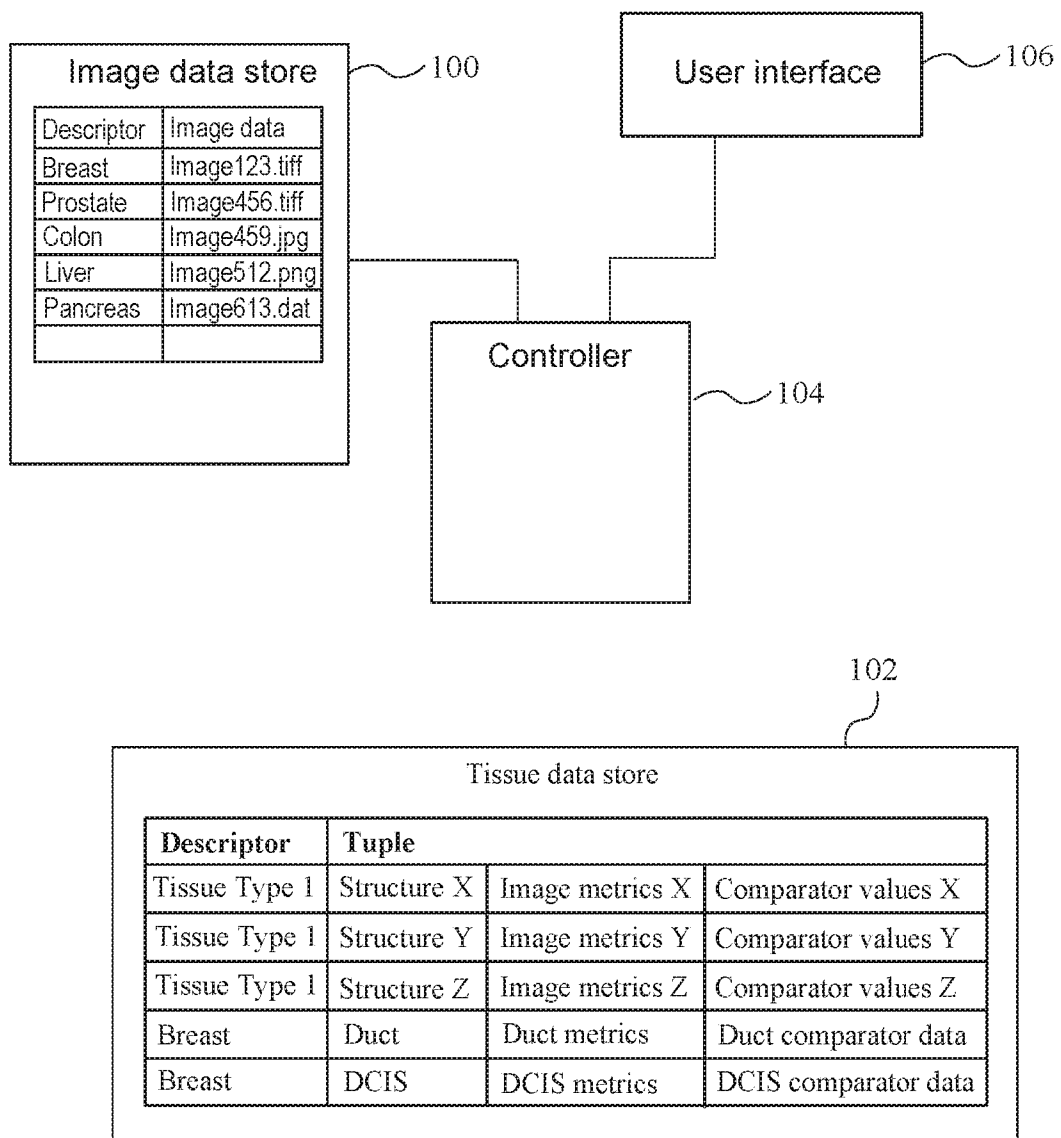 Image data store
100
Descriptor Image data
Breast Image123.tiff
Prostate Image456.tiff
Colon Image459.jpg
Liver Image512.png
Pancreas Image613.dat
User interface
106
Controller
104
102
Tissue data store
Descriptor Tuple
Tissue Type 1 Structure X Image metrics X Comparator values X
Tissue Type 1 Structure Y Image metrics Y Comparator values Y
Tissue Type 1 Structure Z Image metrics Z Comparator values Z
Breast Duct Duct metrics Duct comparator data
Breast DCIS DCIS metrics DCIS comparator data